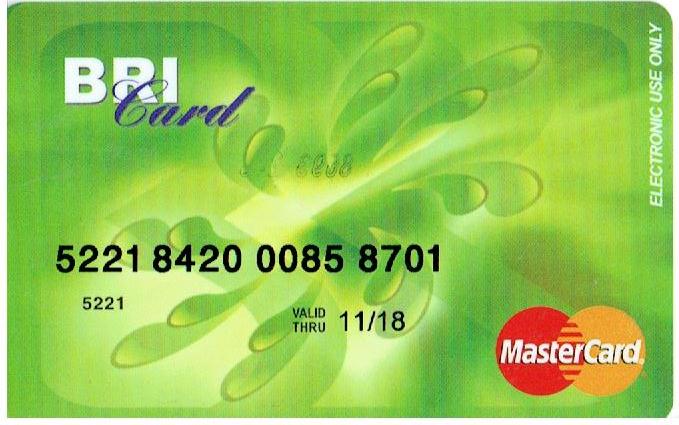 BRI
Card
ELECTRONIC USE ONLY
5221 8420 0085 8701
5221
VALID THRU 11/18
MasterCard